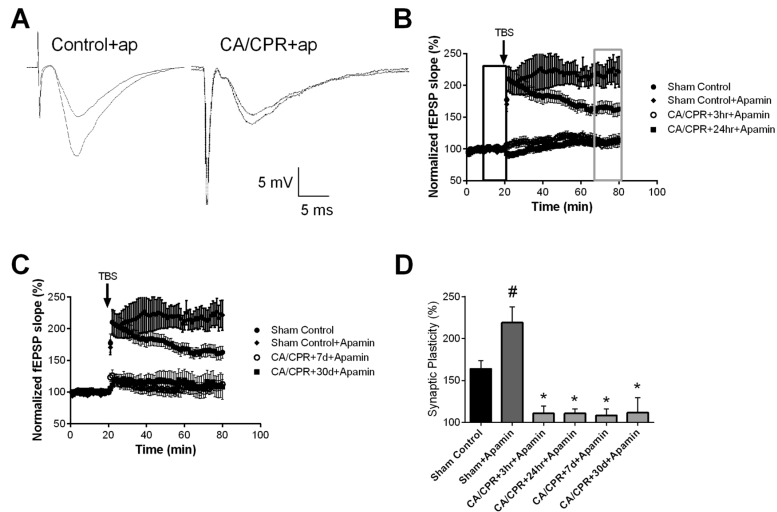 A
Control+ap
CA/CPR+ap
5 mV
5 ms
B
TBS
Normalized fEPSP slope (%)
250
200
150
100
50
0
20
40
60
80
100
Time (min)
Sham Control
Sham Control+Apamin
CA/CPR+3hr+Apamin
CA/CPR+24hr+Apamin
C
TBS
Normalized fEPSP slope (%)
250
200
150
100
50
0
20
40
60
80
100
Time (min)
Sham Control
Sham Control+Apamin
CA/CPR+7d+Apamin
CA/CPR+30d+Apamin
D
Synaptic Plasticity (%)
250
200
150
100
#
*
*
*
*
Sham Control
Sham+Apamin
CA/CPR+3hr+Apamin
CA/CPR+24hr+Apamin
CA/CPR+7d+Apamin
CA/CPR+30d+Apamin